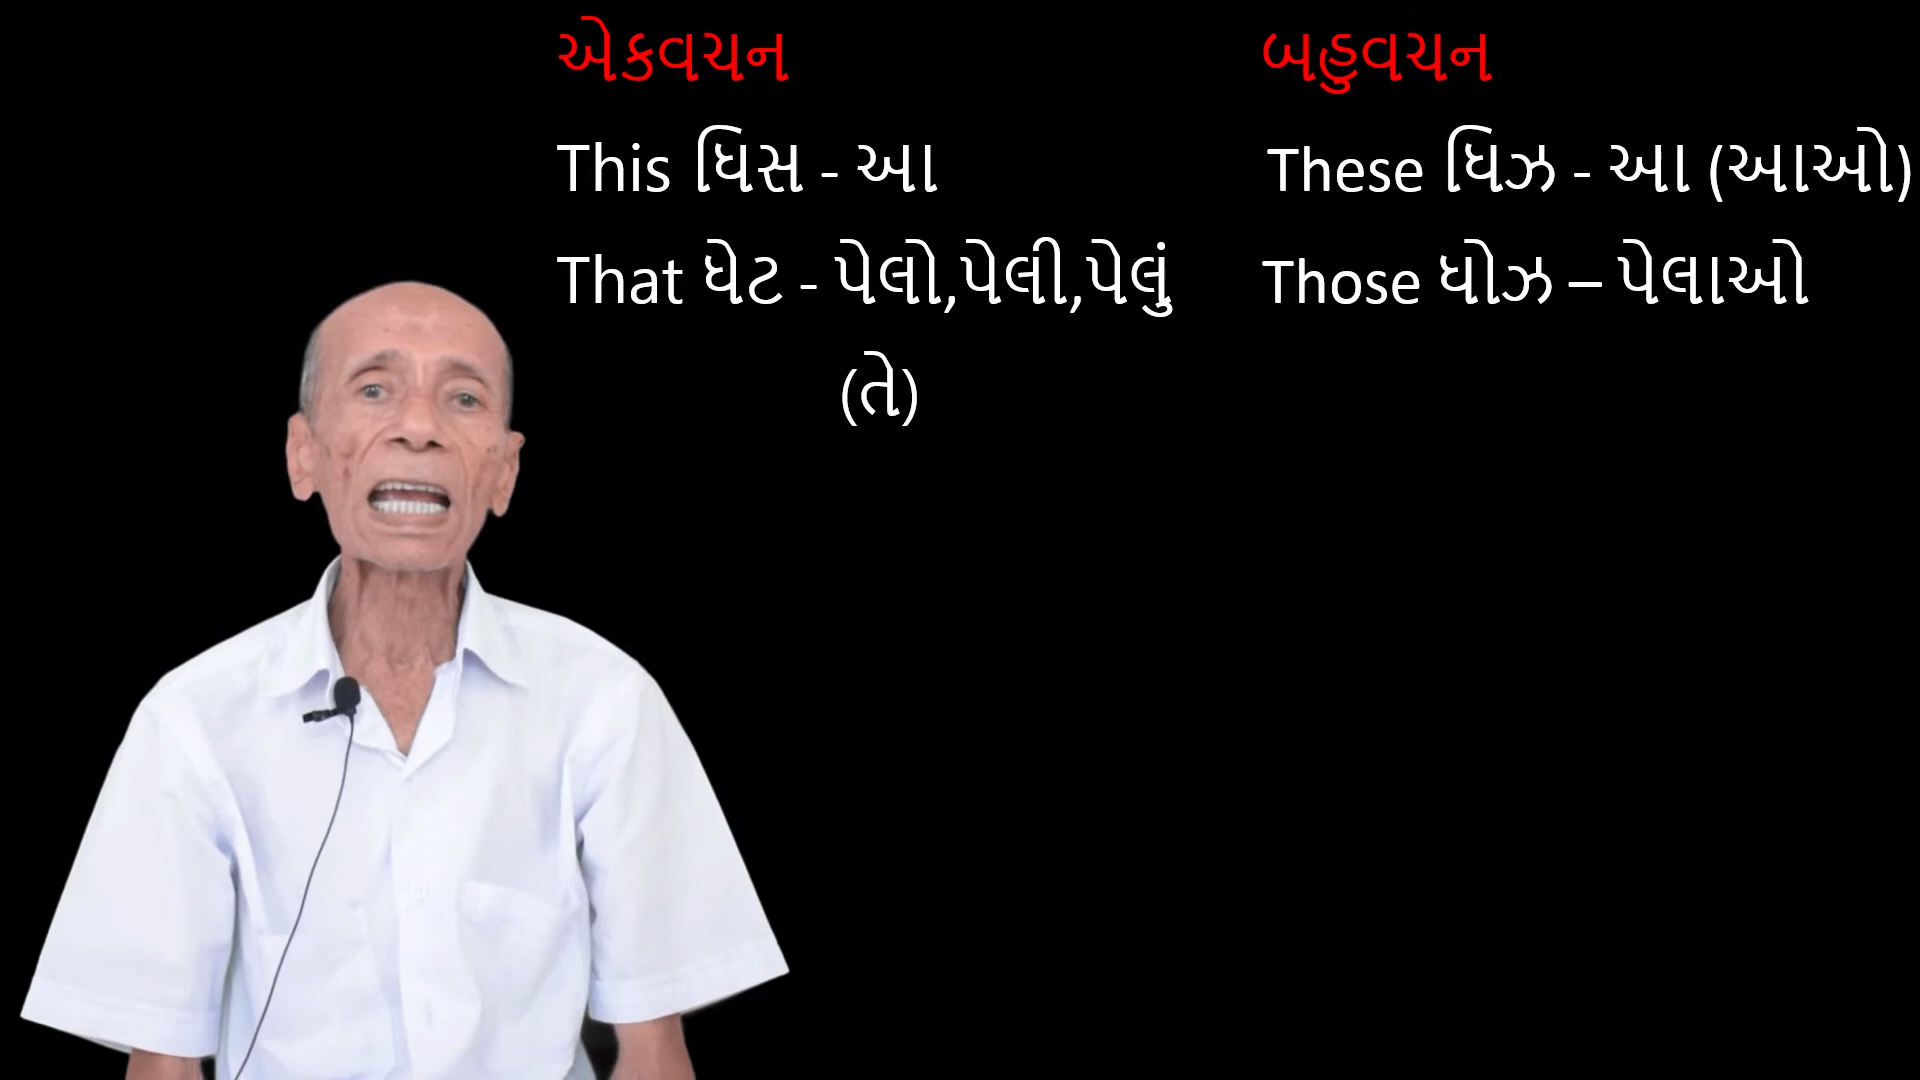 એકવચન
બહુવચન
This ધિસ - આ
These ધિઝ - આ (આઓ)
That ધેટ - પેલો,પેલી,પેલું
Those ધોઝ – પેલાઓ
(તે)